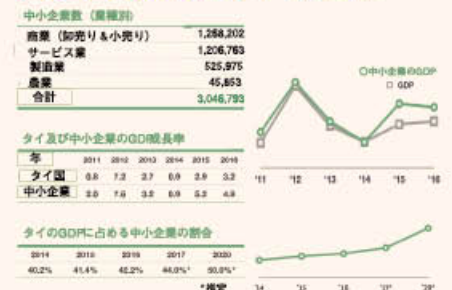 中小企業数（業種別）
商業（卸売り＆小売り） 1,268,202
サービス業 1,206,763
製造業 525,975
農業 45,853
合計 3,046,793
○中小企業のGDP
□ GDP
'11 '12 '13 '14 '15 '16
タイ及び中小企業のGDP成長率
年 2011 2012 2013 2014 2015 2016
タイ国 0.8 7.2 2.7 0.9 2.9 3.2
中小企業 7.6 3.2 0.9 5.2 4.8
タイのGDPに占める中小企業の割合
2014 2015 2016 2017 2020
40.2% 41.4% 42.2% 44.0%* 50.0%*
*推定
'14 '15 '16 '17* '20*